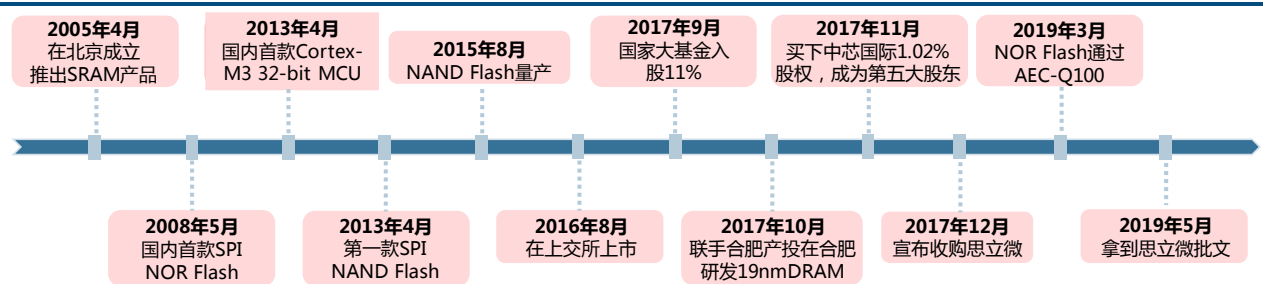 2005年4月
在北京成立
推出SRAM产品
2008年5月
国内首款SPI
NOR Flash
2013年4月
国内首款Cortex-
M3 32-bit MCU
2013年4月
第一款SPI
NAND Flash
2015年8月
NAND Flash量产
2016年8月
在上交所上市
2017年9月
国家大基金入
股11%
2017年10月
联手合肥产投在合肥
研发19nmDRAM
2017年11月
买下中芯国际1.02%
股权，成为第五大股东
2017年12月
宣布收购思立微
2019年3月
NOR Flash通过
AEC-Q100
2019年5月
拿到思立微批文